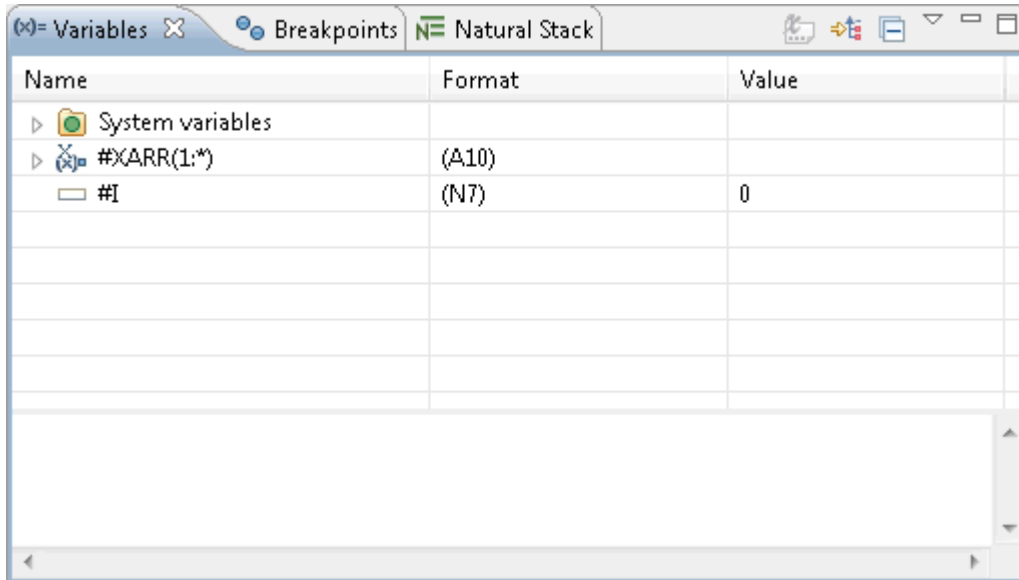 (x)= Variables Breakpoints Natural Stack
Name Format Value
System variables
#XARR(1:*) (A10)
#I (N7) 0